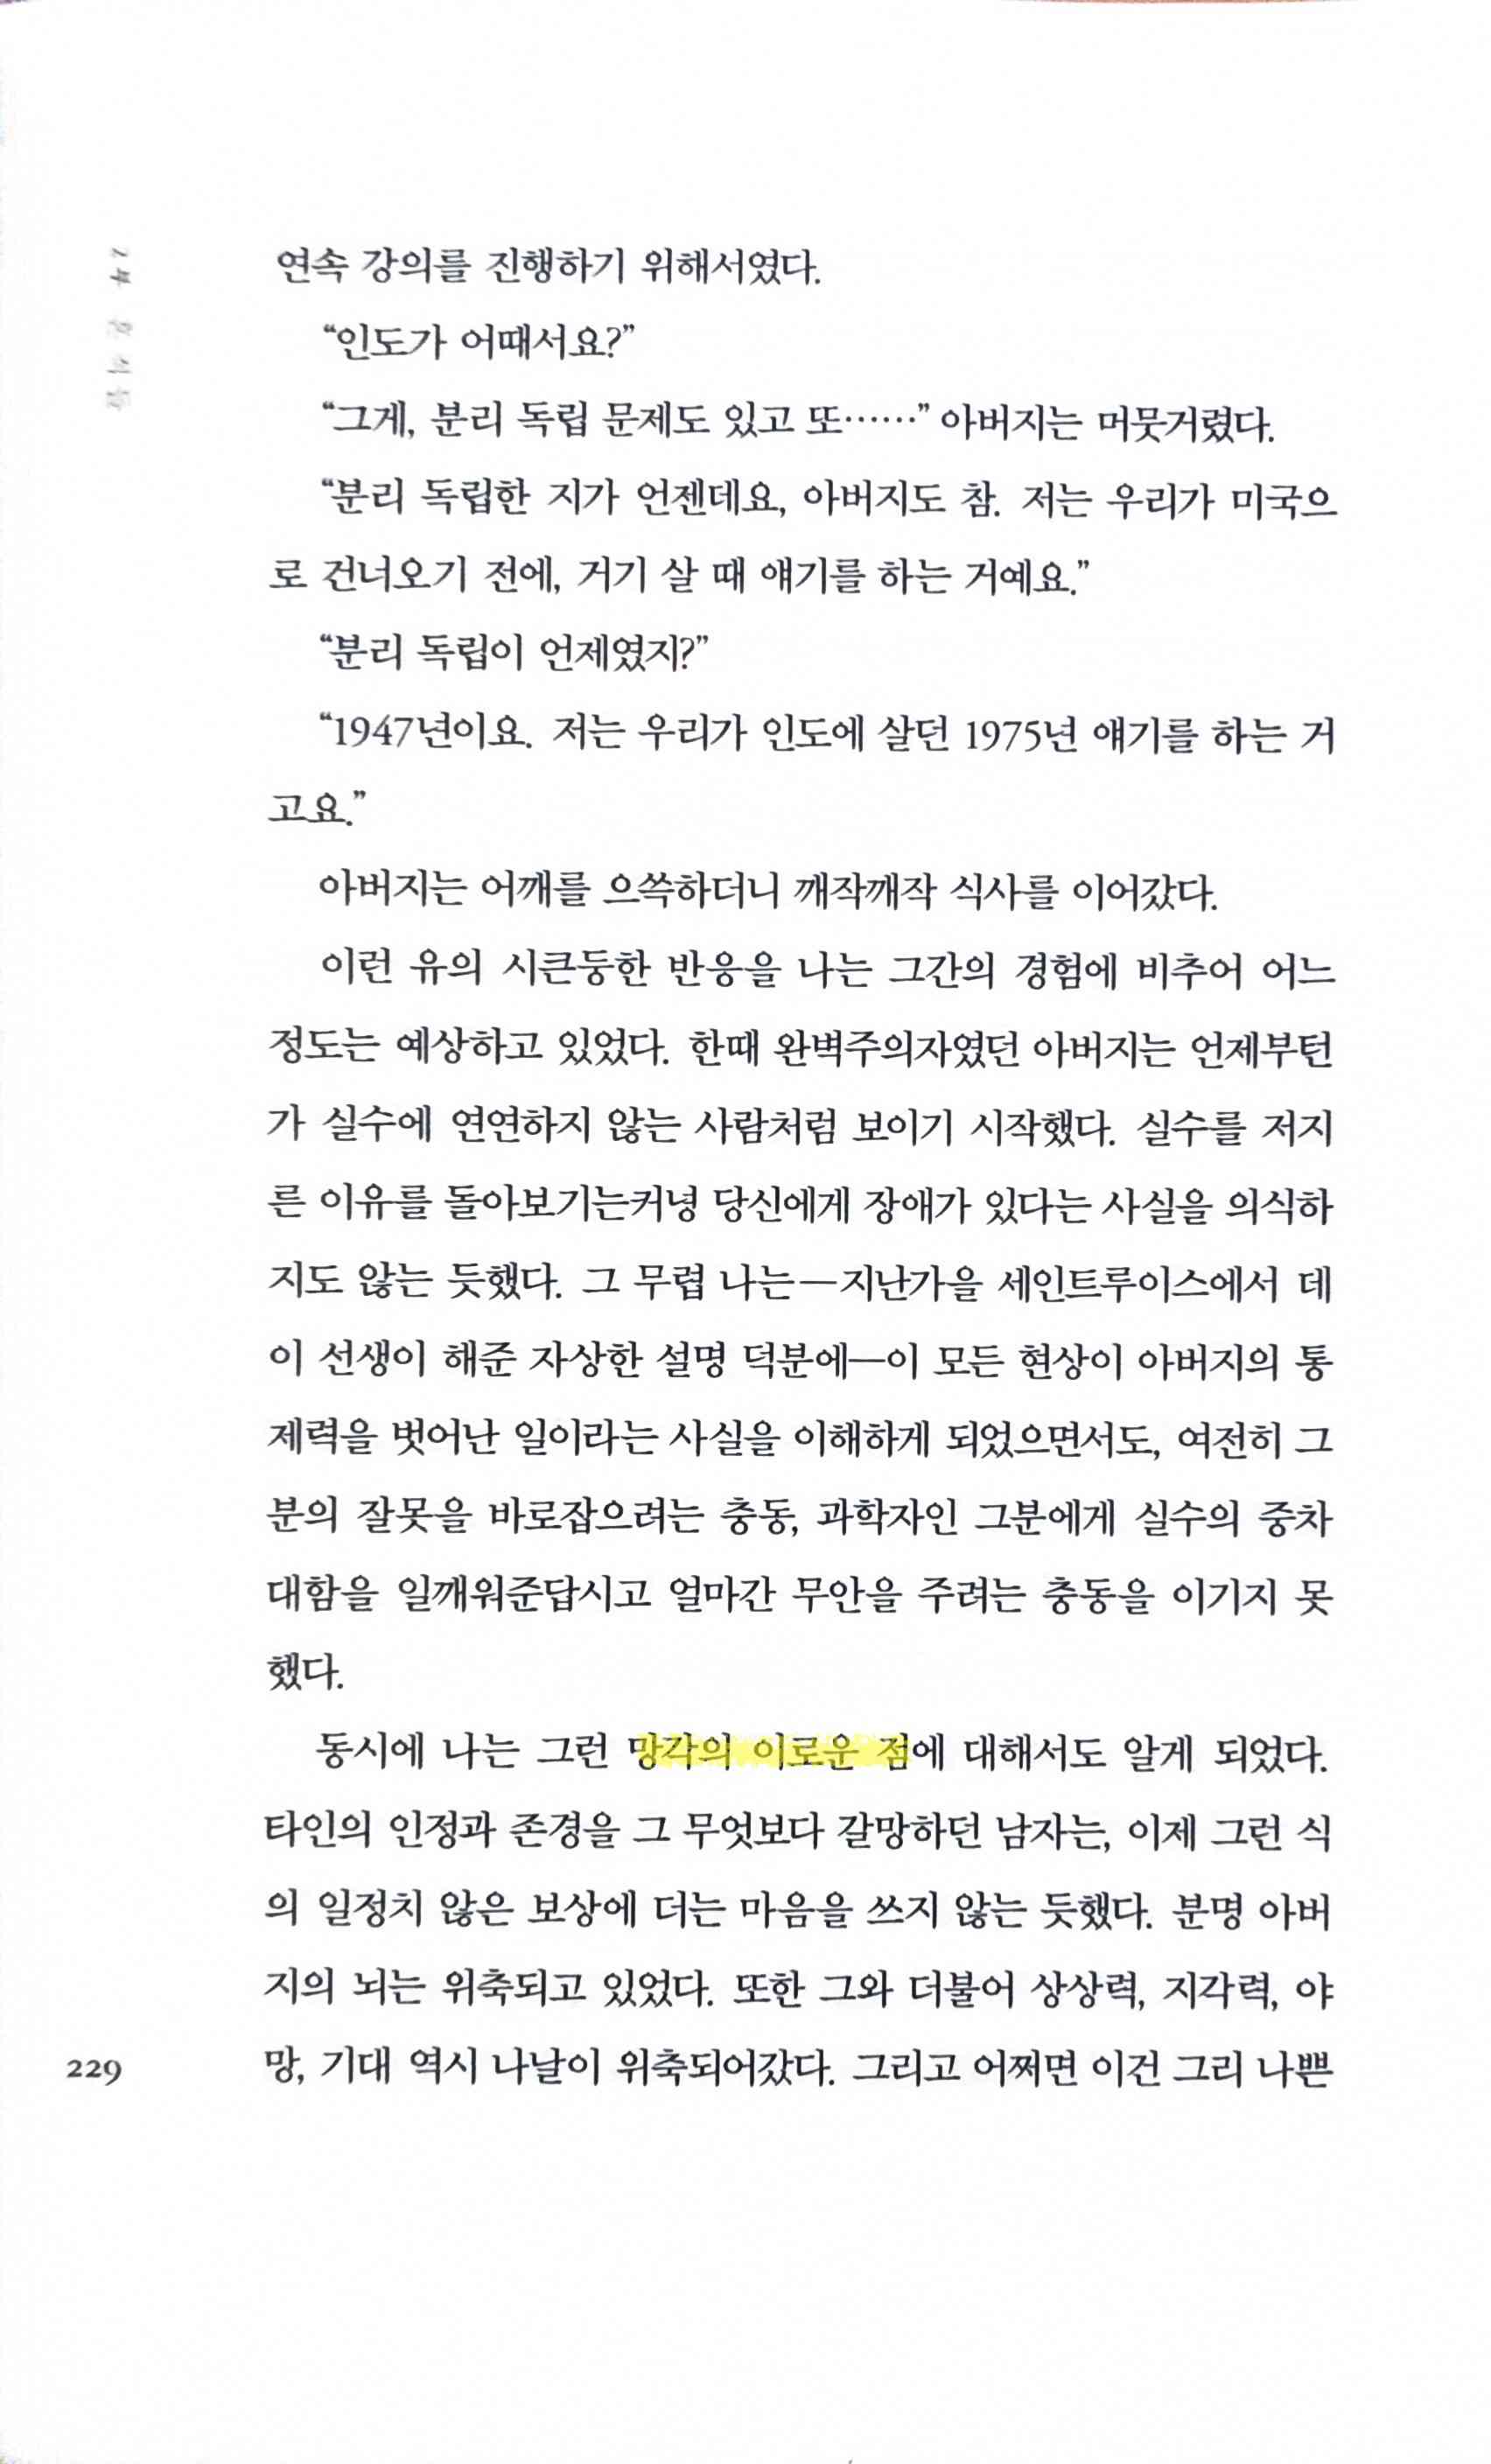 연속 강의를 진행하기 위해서였다.
“인도가 어때서요?”
“그게, 분리 독립 문제도 있고 또……” 아버지는 머뭇거렸다.
“분리 독립한 지가 언젠데요, 아버지도 참. 저는 우리가 미국으
로 건너오기 전에, 거기 살 때 얘기를 하는 거예요.”
“분리 독립이 언제였지?”
“1947년이요. 저는 우리가 인도에 살던 1975년 얘기를 하는 거
고요.”
아버지는 어깨를 으쓱하더니 깨작깨작 식사를 이어갔다.
이런 유의 시큰둥한 반응을 나는 그간의 경험에 비추어 어느
정도는 예상하고 있었다. 한때 완벽주의자였던 아버지는 언제부턴
가 실수에 연연하지 않는 사람처럼 보이기 시작했다. 실수를 저지
른 이유를 돌아보기는커녕 당신에게 장애가 있다는 사실을 의식하
지도 않는 듯했다. 그 무렵 나는—지난가을 세인트루이스에서 데
이 선생이 해준 자상한 설명 덕분에—이 모든 현상이 아버지의 통
제력을 벗어난 일이라는 사실을 이해하게 되었으면서도, 여전히 그
분의 잘못을 바로잡으려는 충동, 과학자인 그분에게 실수의 중차
대함을 일깨워준답시고 얼마간 무안을 주려는 충동을 이기지 못
했다.
동시에 나는 그런 망각의 이로운 점에 대해서도 알게 되었다.
타인의 인정과 존경을 그 무엇보다 갈망하던 남자는, 이제 그런 식
의 일정치 않은 보상에 더는 마음을 쓰지 않는 듯했다. 분명 아버
지의 뇌는 위축되고 있었다. 또한 그와 더불어 상상력, 지각력, 야
망, 기대 역시 나날이 위축되어갔다. 그리고 어쩌면 이건 그리 나쁜
229